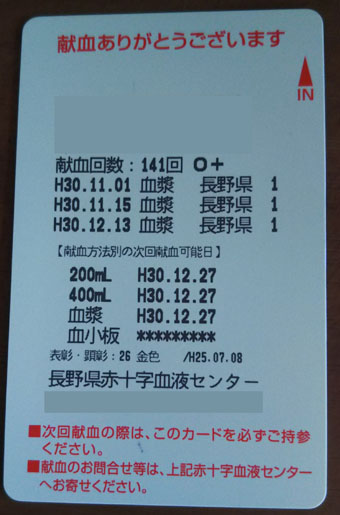 献血ありがとうございます
IN
献血回数：141回 O+
H30.11.01 血漿 長野県 1
H30.11.15 血漿 長野県 1
H30.12.13 血漿 長野県 1
【献血方法別の次回献血可能日】
200mL H30.12.27
400mL H30.12.27
血漿 H30.12.27
血小板 *********
表彰・顕彰：26 金色 /H25.07.08
長野県赤十字血液センター
■次回献血の際は、このカードを必ずご持参
ください。
■献血のお問合せ等は、上記赤十字血液センター
へお寄せください。